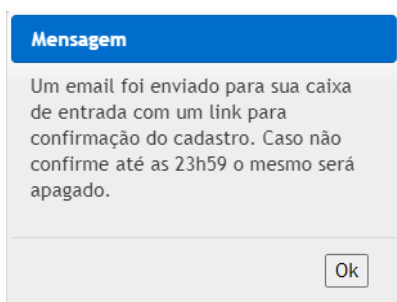 Mensagem
Um email foi enviado para sua caixa
de entrada com um link para
confirmação do cadastro. Caso não
confirme até as 23h59 o mesmo será
apagado.
Ok